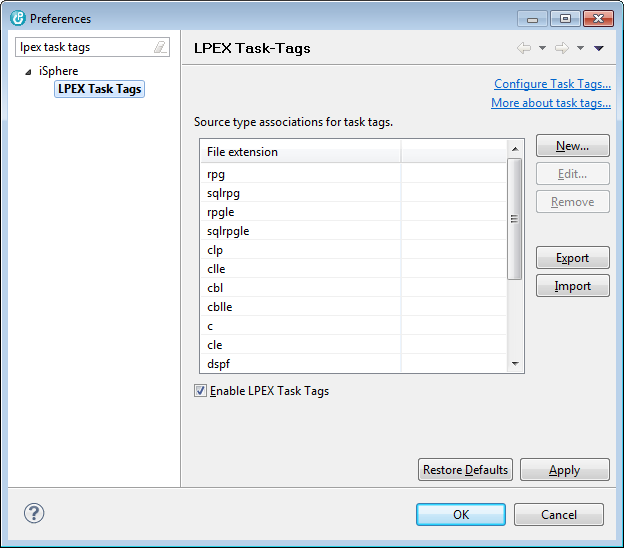 Preferences
lpex task tags
LPEX Task-Tags
iSphere
LPEX Task Tags
Configure Task Tags...
More about task tags...
Source type associations for task tags.
File extension
rpg
sqlrpg
rpgle
sqlrpgle
clp
clle
cbl
cblle
c
cle
dspf
New...
Edit...
Remove
Export
Import
Enable LPEX Task Tags
Restore Defaults
Apply
OK
Cancel